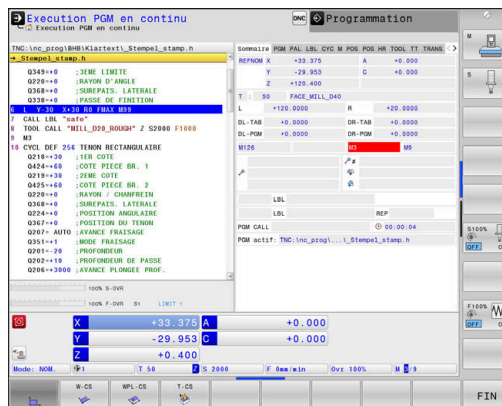 Execution PGM en continu
Execution PGM en continu
DNC
Programmation
TNC:\nc_prog\BHB\Klartext\_Stempel_stamp.h
→_Stempel_stamp.h
Q349=+0 ;3EME LIMITE
Q220=+0 ;RAYON D'ANGLE
Q368=+0 ;SUREPAIS. LATERALE
Q338=+0 ;PASSE DE FINITION
6 L Y-30 X+30 R0 FMAX M99
7 CALL LBL "safe"
8 TOOL CALL "MILL_D20_ROUGH" Z S2000 F1000
9 M3
10 CYCL DEF 256 TENON RECTANGULAIRE
Q218=+30 ;1ER COTE
Q424=+60 ;COTE PIECE BR. 1
Q219=+30 ;2EME COTE
Q425=+60 ;COTE PIECE BR. 2
Q220=+0 ;RAYON / CHANFREIN
Q368=+0 ;SUREPAIS. LATERALE
Q224=+0 ;POSITION ANGULAIRE
Q367=+0 ;POSITION DU TENON
Q207= AUTO ;AVANCE FRAISAGE
Q351=+1 ;MODE FRAISAGE
Q201=-20 ;PROFONDEUR
Q202=+10 ;PROFONDEUR DE PASSE
Q206=+3000 ;AVANCE PLONGEE PROF.
100% S-OVR
100% F-OVR S1 LIMIT 1
Sommaire PGM PAL LBL CYC M POS POS HR TOOL TT TRANS
REFNOM X +33.375 A +0.000
Y -29.953 C +0.000
Z +120.400
T : 50 FACE_MILL_D40
L +120.0000 R +20.0000
DL-TAB +0.0000 DR-TAB +0.0000
DL-PGM +0.0000 DR-PGM +0.0000
M126 M3 M9
#
LBL
LBL REP
PGM CALL 00:00:04
PGM actif: TNC:\nc_prog\...\_Stempel_stamp.h
X +33.375 A +0.000
Y -29.953 C +0.000
Z +0.400
Mode: NOM. 1 T 50 Z S 2000 F 0mm/min Ovr 100% M 3/9
W-CS WPL-CS T-CS
M
S
S100%
OFF
F100%
OFF
FIN